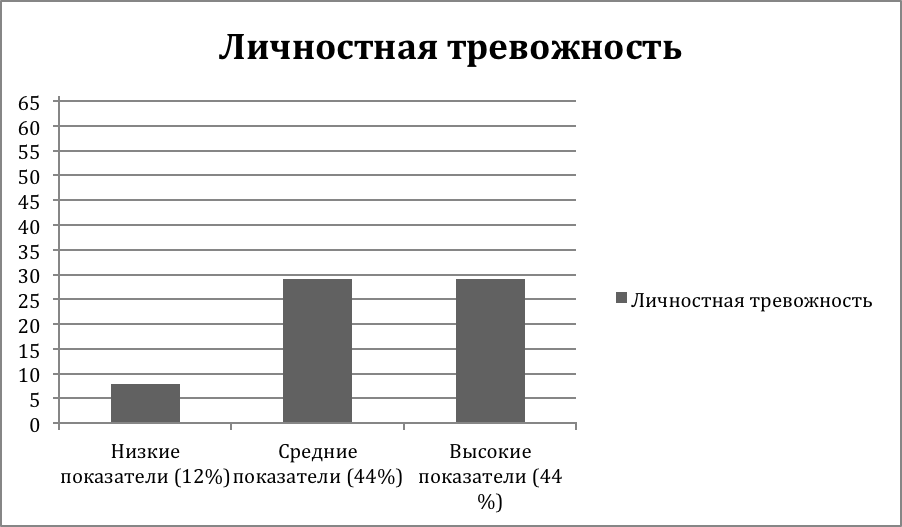 Личностная тревожность
65
60
55
50
45
40
35
30
25
20
15
10
5
0
Личностная тревожность
Низкие
показатели (12%)
Средние
показатели (44%)
Высокие
показатели (44
%)